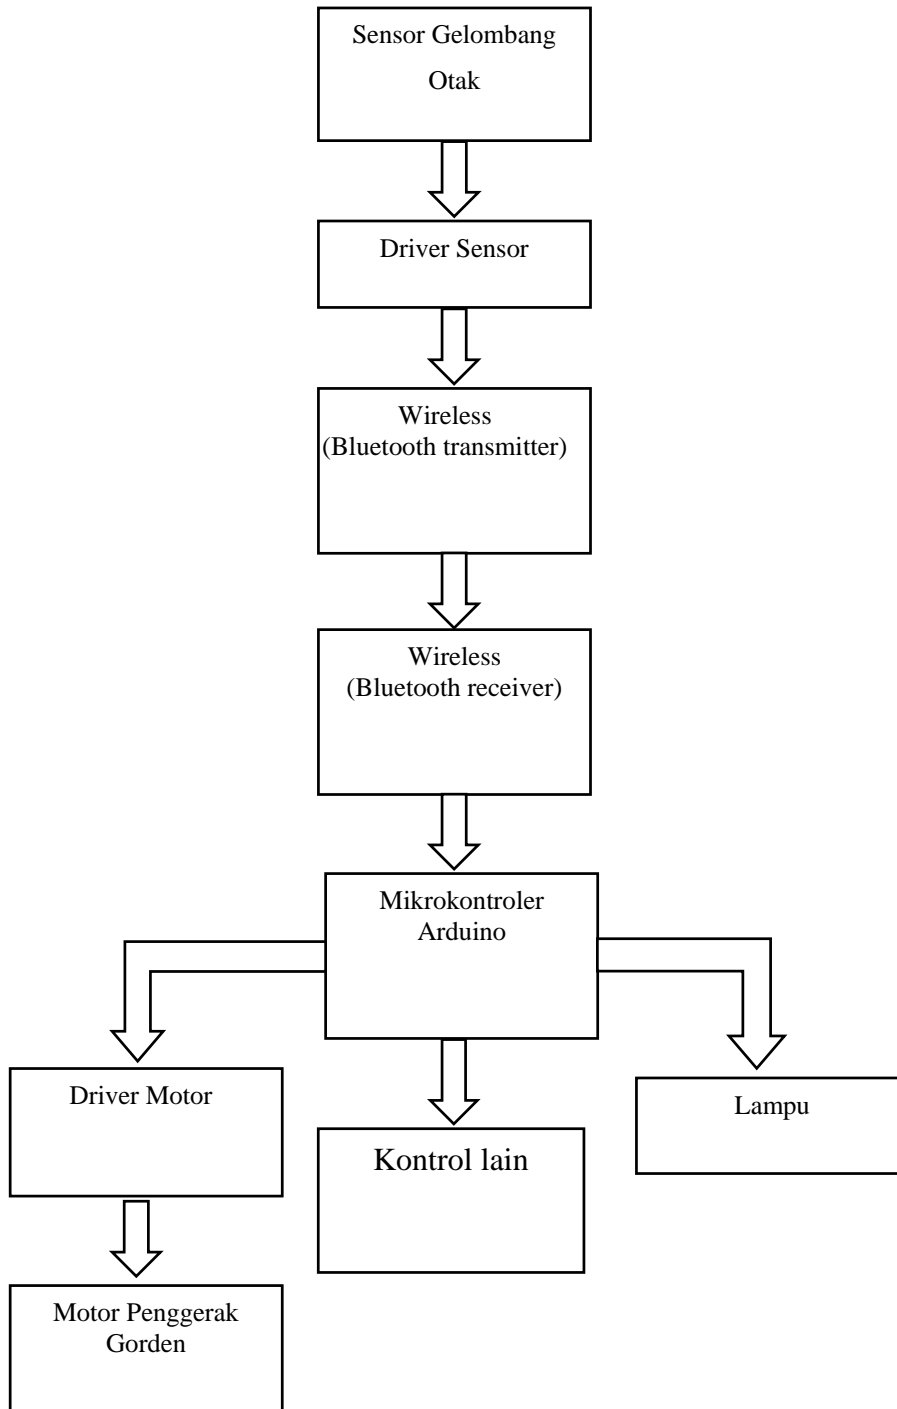 Sensor Gelombang
Otak
Driver Sensor
Wireless
(Bluetooth transmitter)
Wireless
(Bluetooth receiver)
Mikrokontroler
Arduino
Driver Motor
Kontrol lain
Lampu
Motor Penggerak
Gorden